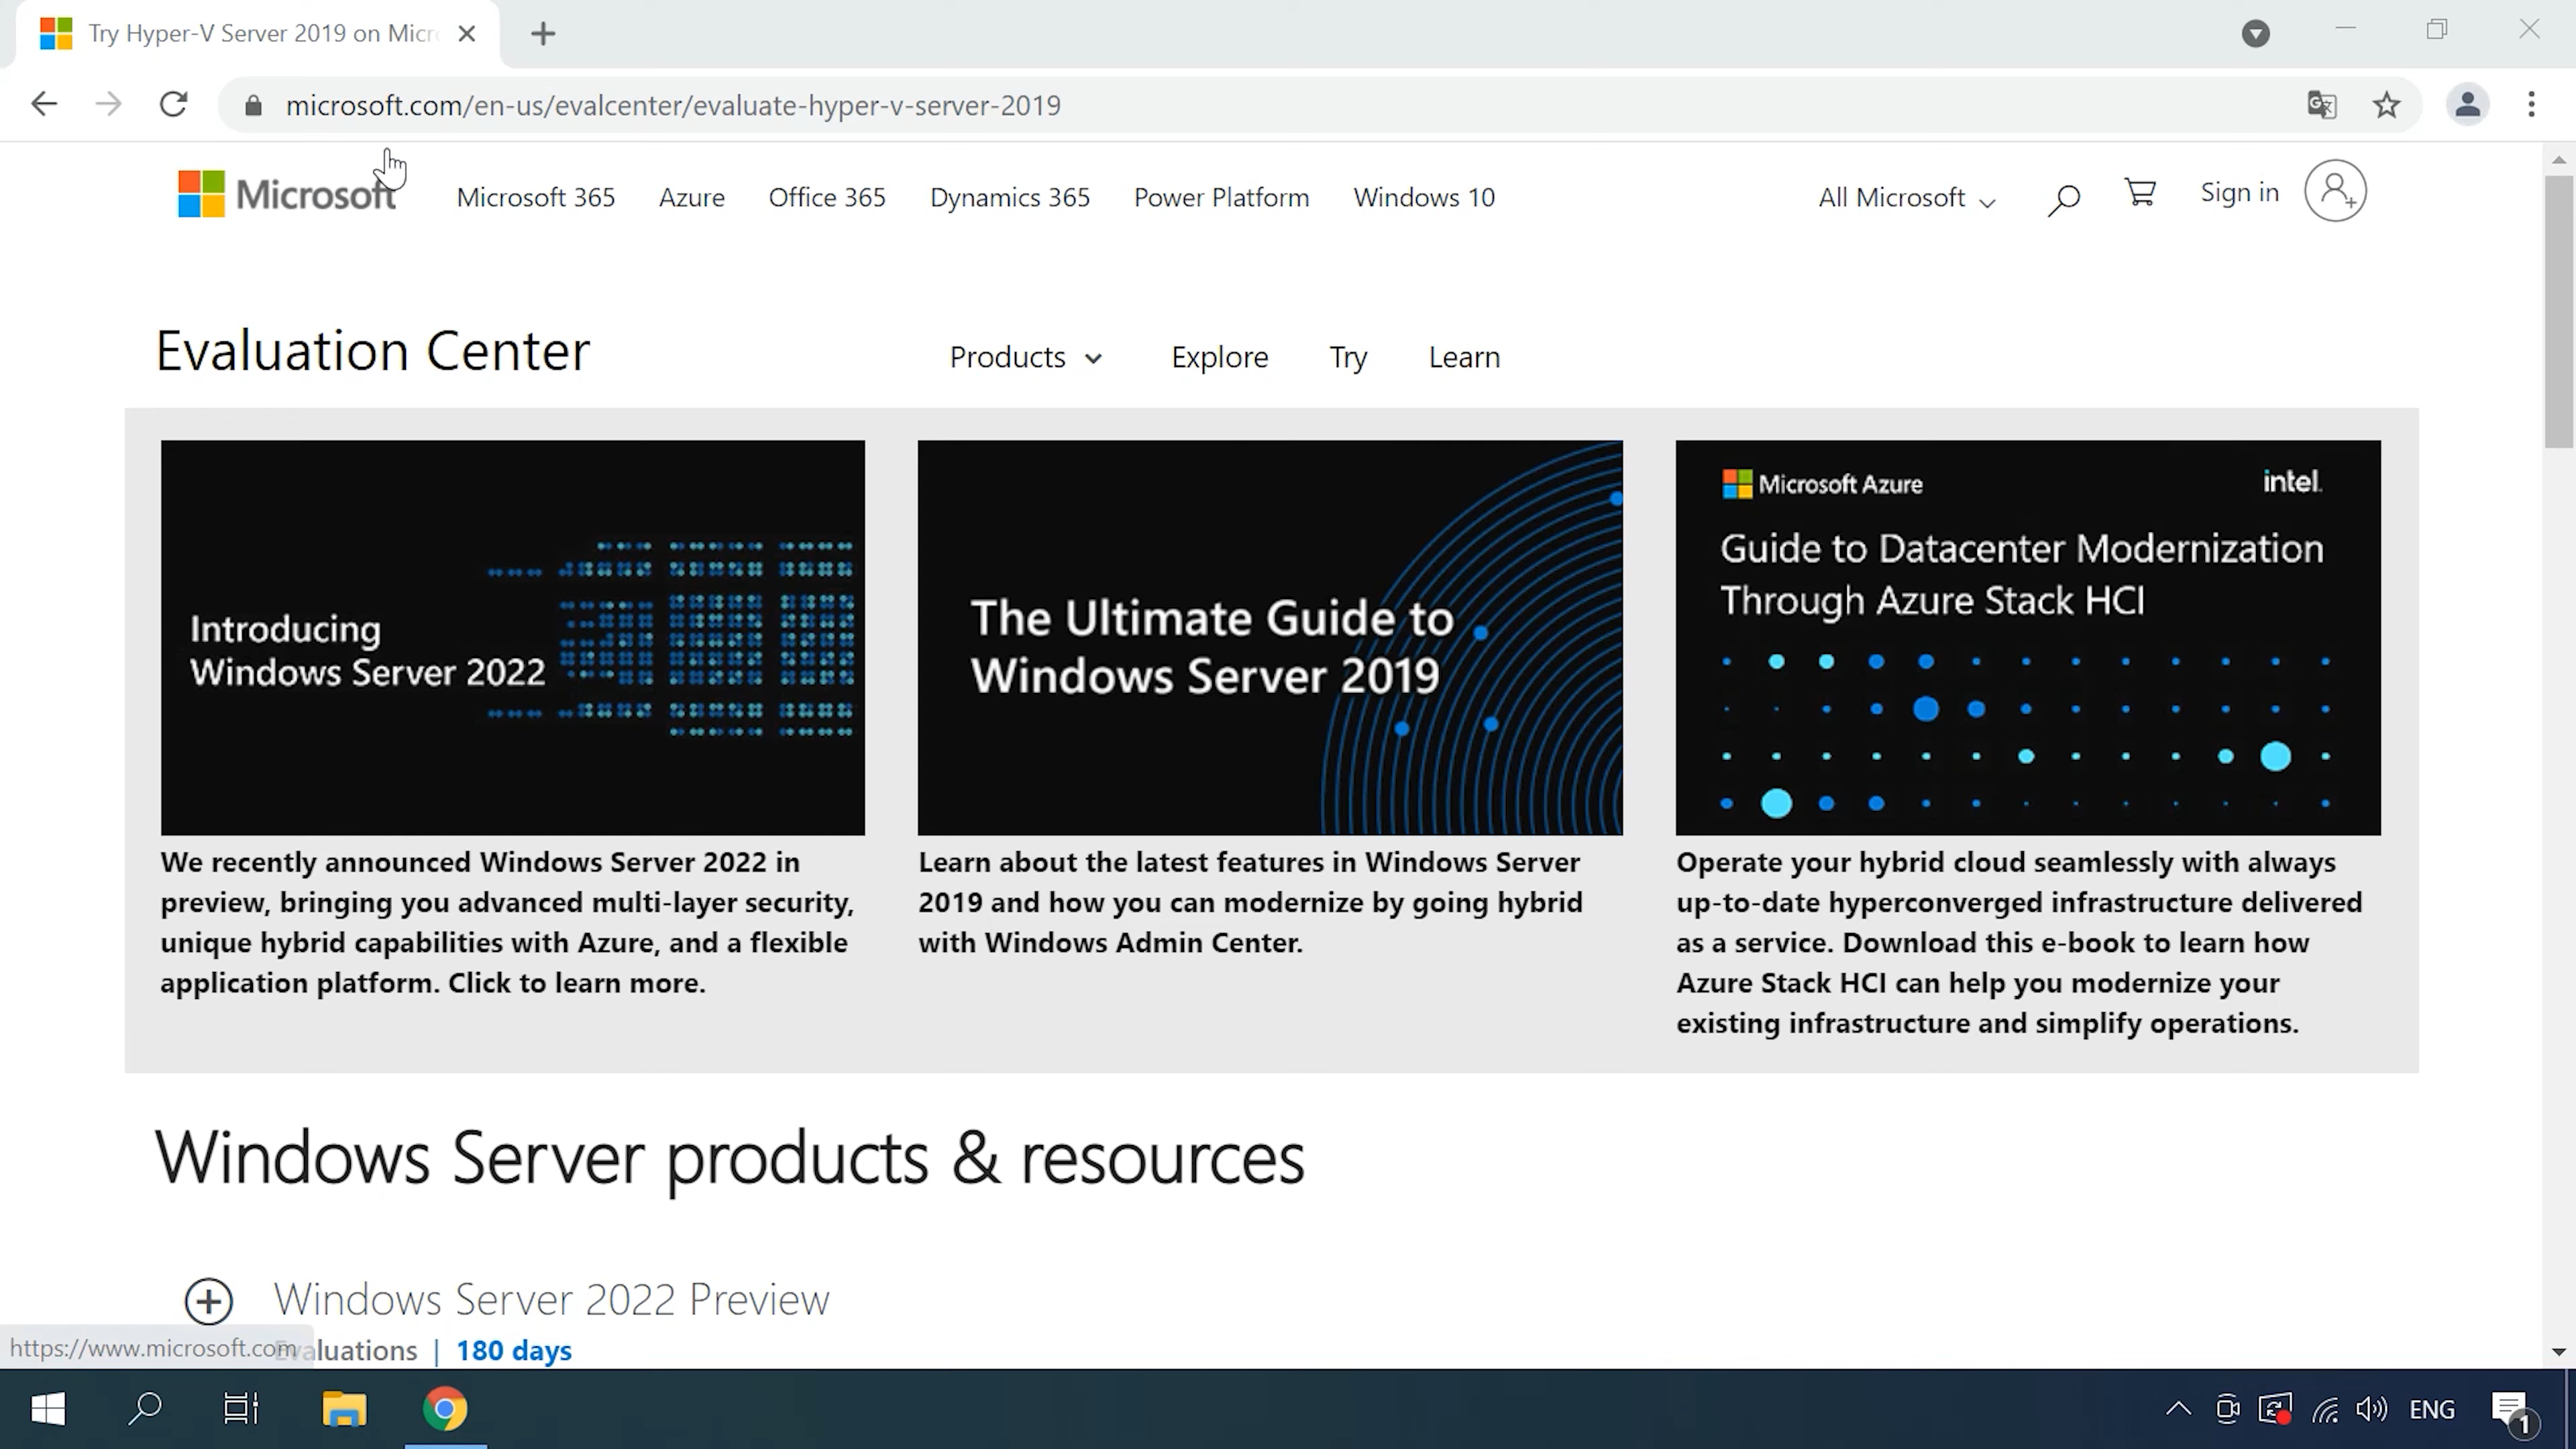 Try Hyper-V Server 2019 on Micr
microsoft.com/en-us/evalcenter/evaluate-hyper-v-server-2019
Microsoft Microsoft 365 Azure Office 365 Dynamics 365 Power Platform Windows 10 All Microsoft Sign in
Evaluation Center Products Explore Try Learn
Introducing
Windows Server 2022
We recently announced Windows Server 2022 in
preview, bringing you advanced multi-layer security,
unique hybrid capabilities with Azure, and a flexible
application platform. Click to learn more.
The Ultimate Guide to
Windows Server 2019
Learn about the latest features in Windows Server
2019 and how you can modernize by going hybrid
with Windows Admin Center.
Microsoft Azure intel.
Guide to Datacenter Modernization
Through Azure Stack HCI
Operate your hybrid cloud seamlessly with always
up-to-date hyperconverged infrastructure delivered
as a service. Download this e-book to learn how
Azure Stack HCI can help you modernize your
existing infrastructure and simplify operations.
Windows Server products & resources
Windows Server 2022 Preview
https://www.microsoft.com
Evaluations | 180 days
ENG 1